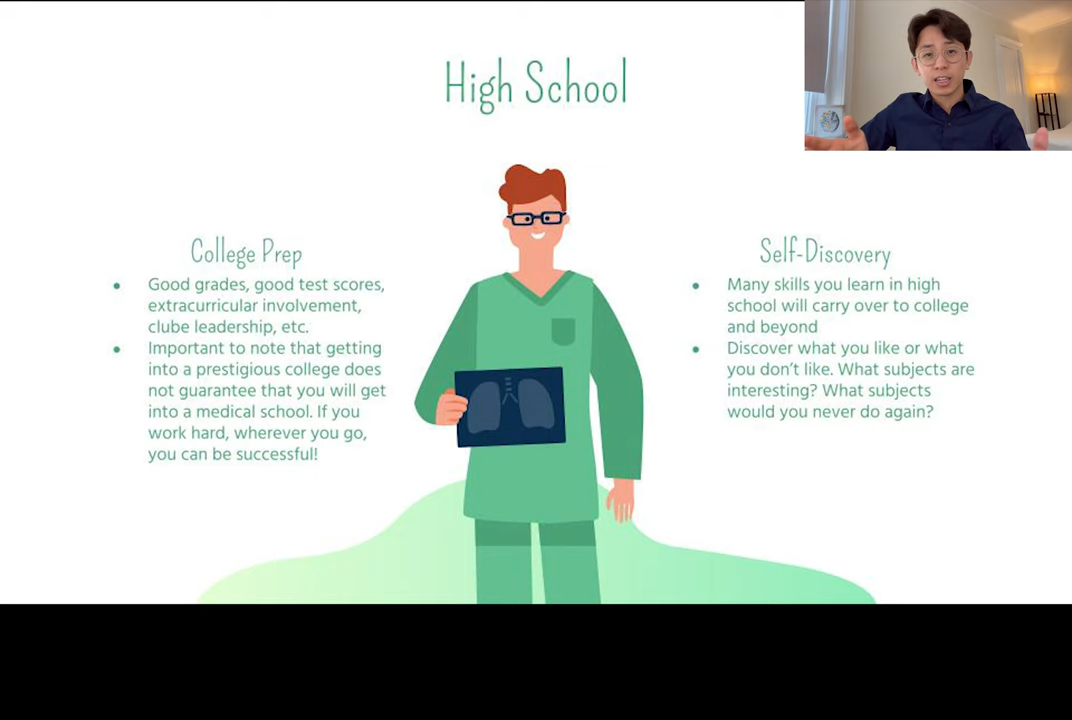 High School
College Prep
Good grades, good test scores,
extracurricular involvement,
clube leadership, etc.
Important to note that getting
into a prestigious college does
not guarantee that you will get
into a medical school. If you
work hard, wherever you go,
you can be successful!
Self-Discovery
Many skills you learn in high
school will carry over to college
and beyond
Discover what you like or what
you don't like. What subjects are
interesting? What subjects
would you never do again?